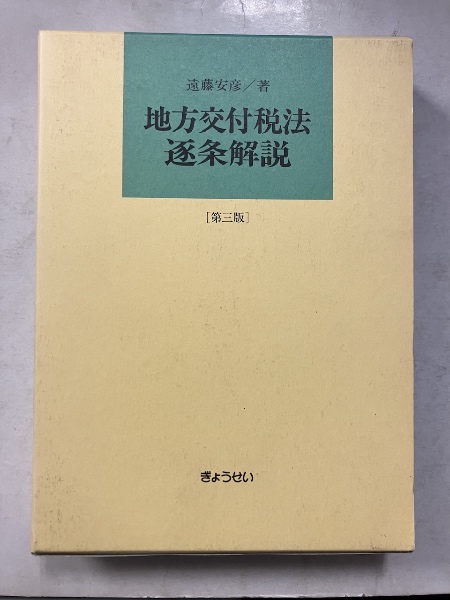 遠藤安彦／著
地方交付税法
逐条解説
[第三版]
ぎょうせい